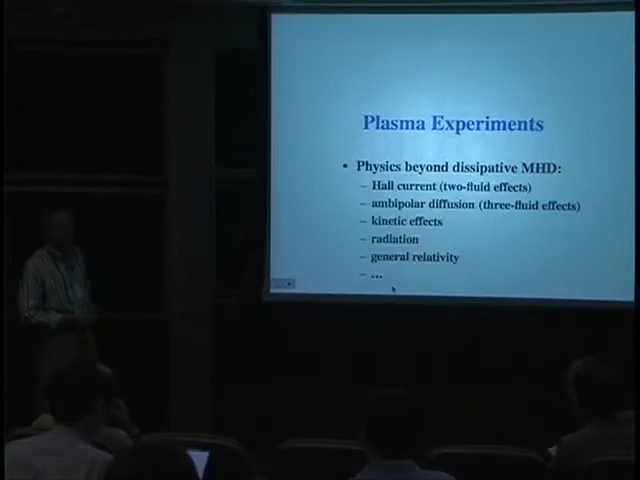 Plasma Experiments
• Physics beyond dissipative MHD:
– Hall current (two-fluid effects)
– ambipolar diffusion (three-fluid effects)
– kinetic effects
– radiation
– general relativity
– ...